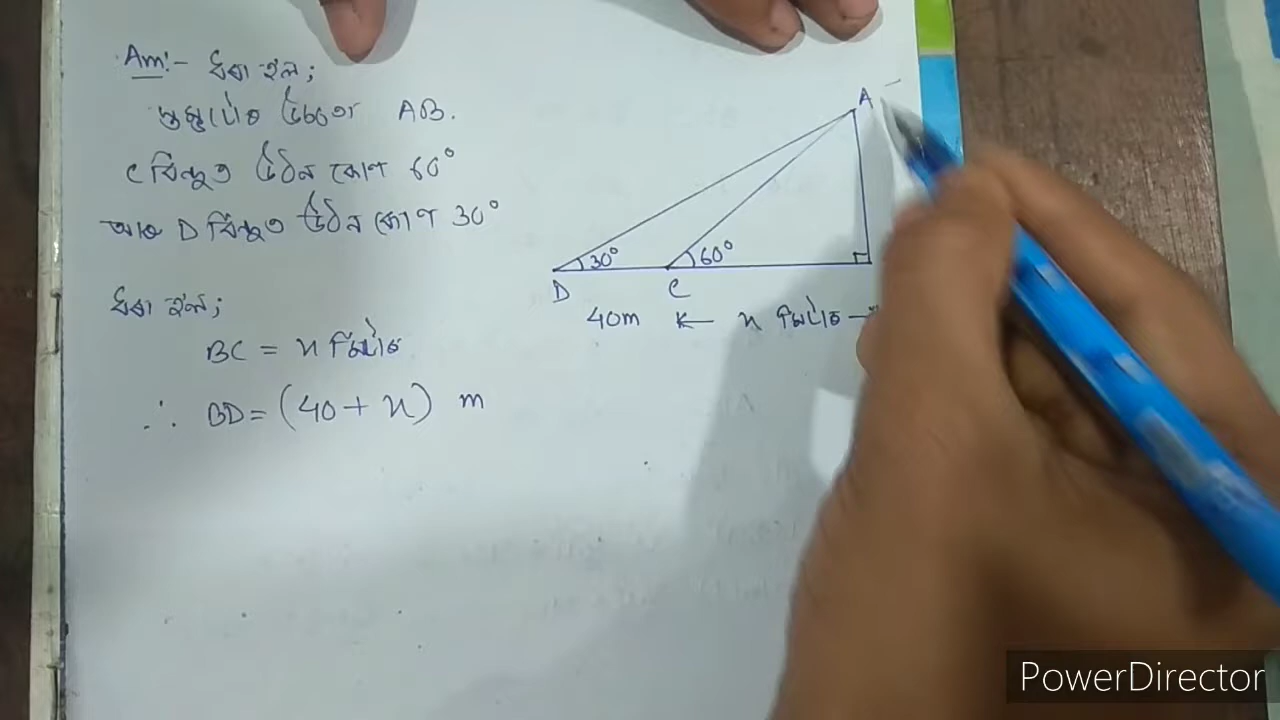 Ans:- ধৰা হল;
স্তম্ভটোৰ উচ্চতা AB.
C বিন্দুত উঠন কোণ 60°
আৰু D বিন্দুত উঠন কোণ 30°
ধৰা হল;
BC = x মিটাৰ
∴ BD = (40 + x) m
A
30°
60°
D
C
40m ← x মিটাৰ →
PowerDirector